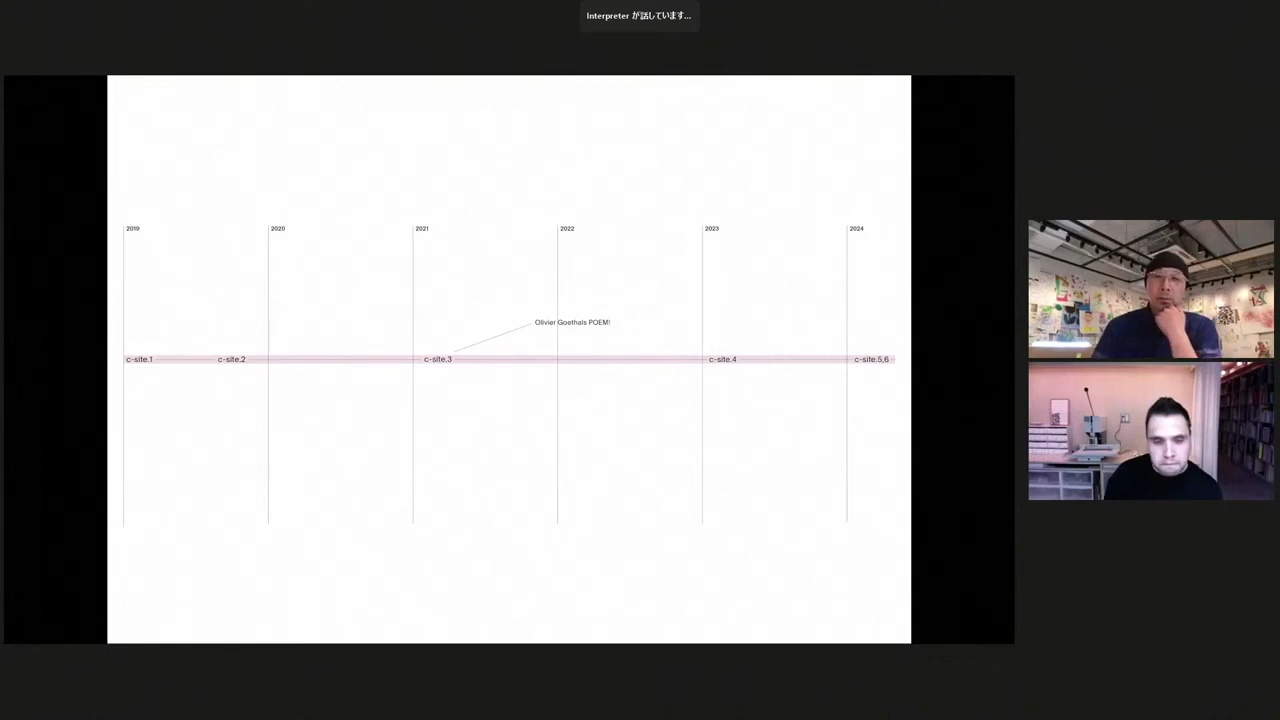 Interpreter が話しています...
2019
2020
2021
2022
2023
2024
Olivier Goethals POEM!
c-site.1
c-site.2
c-site.3
c-site.4
c-site.5,6